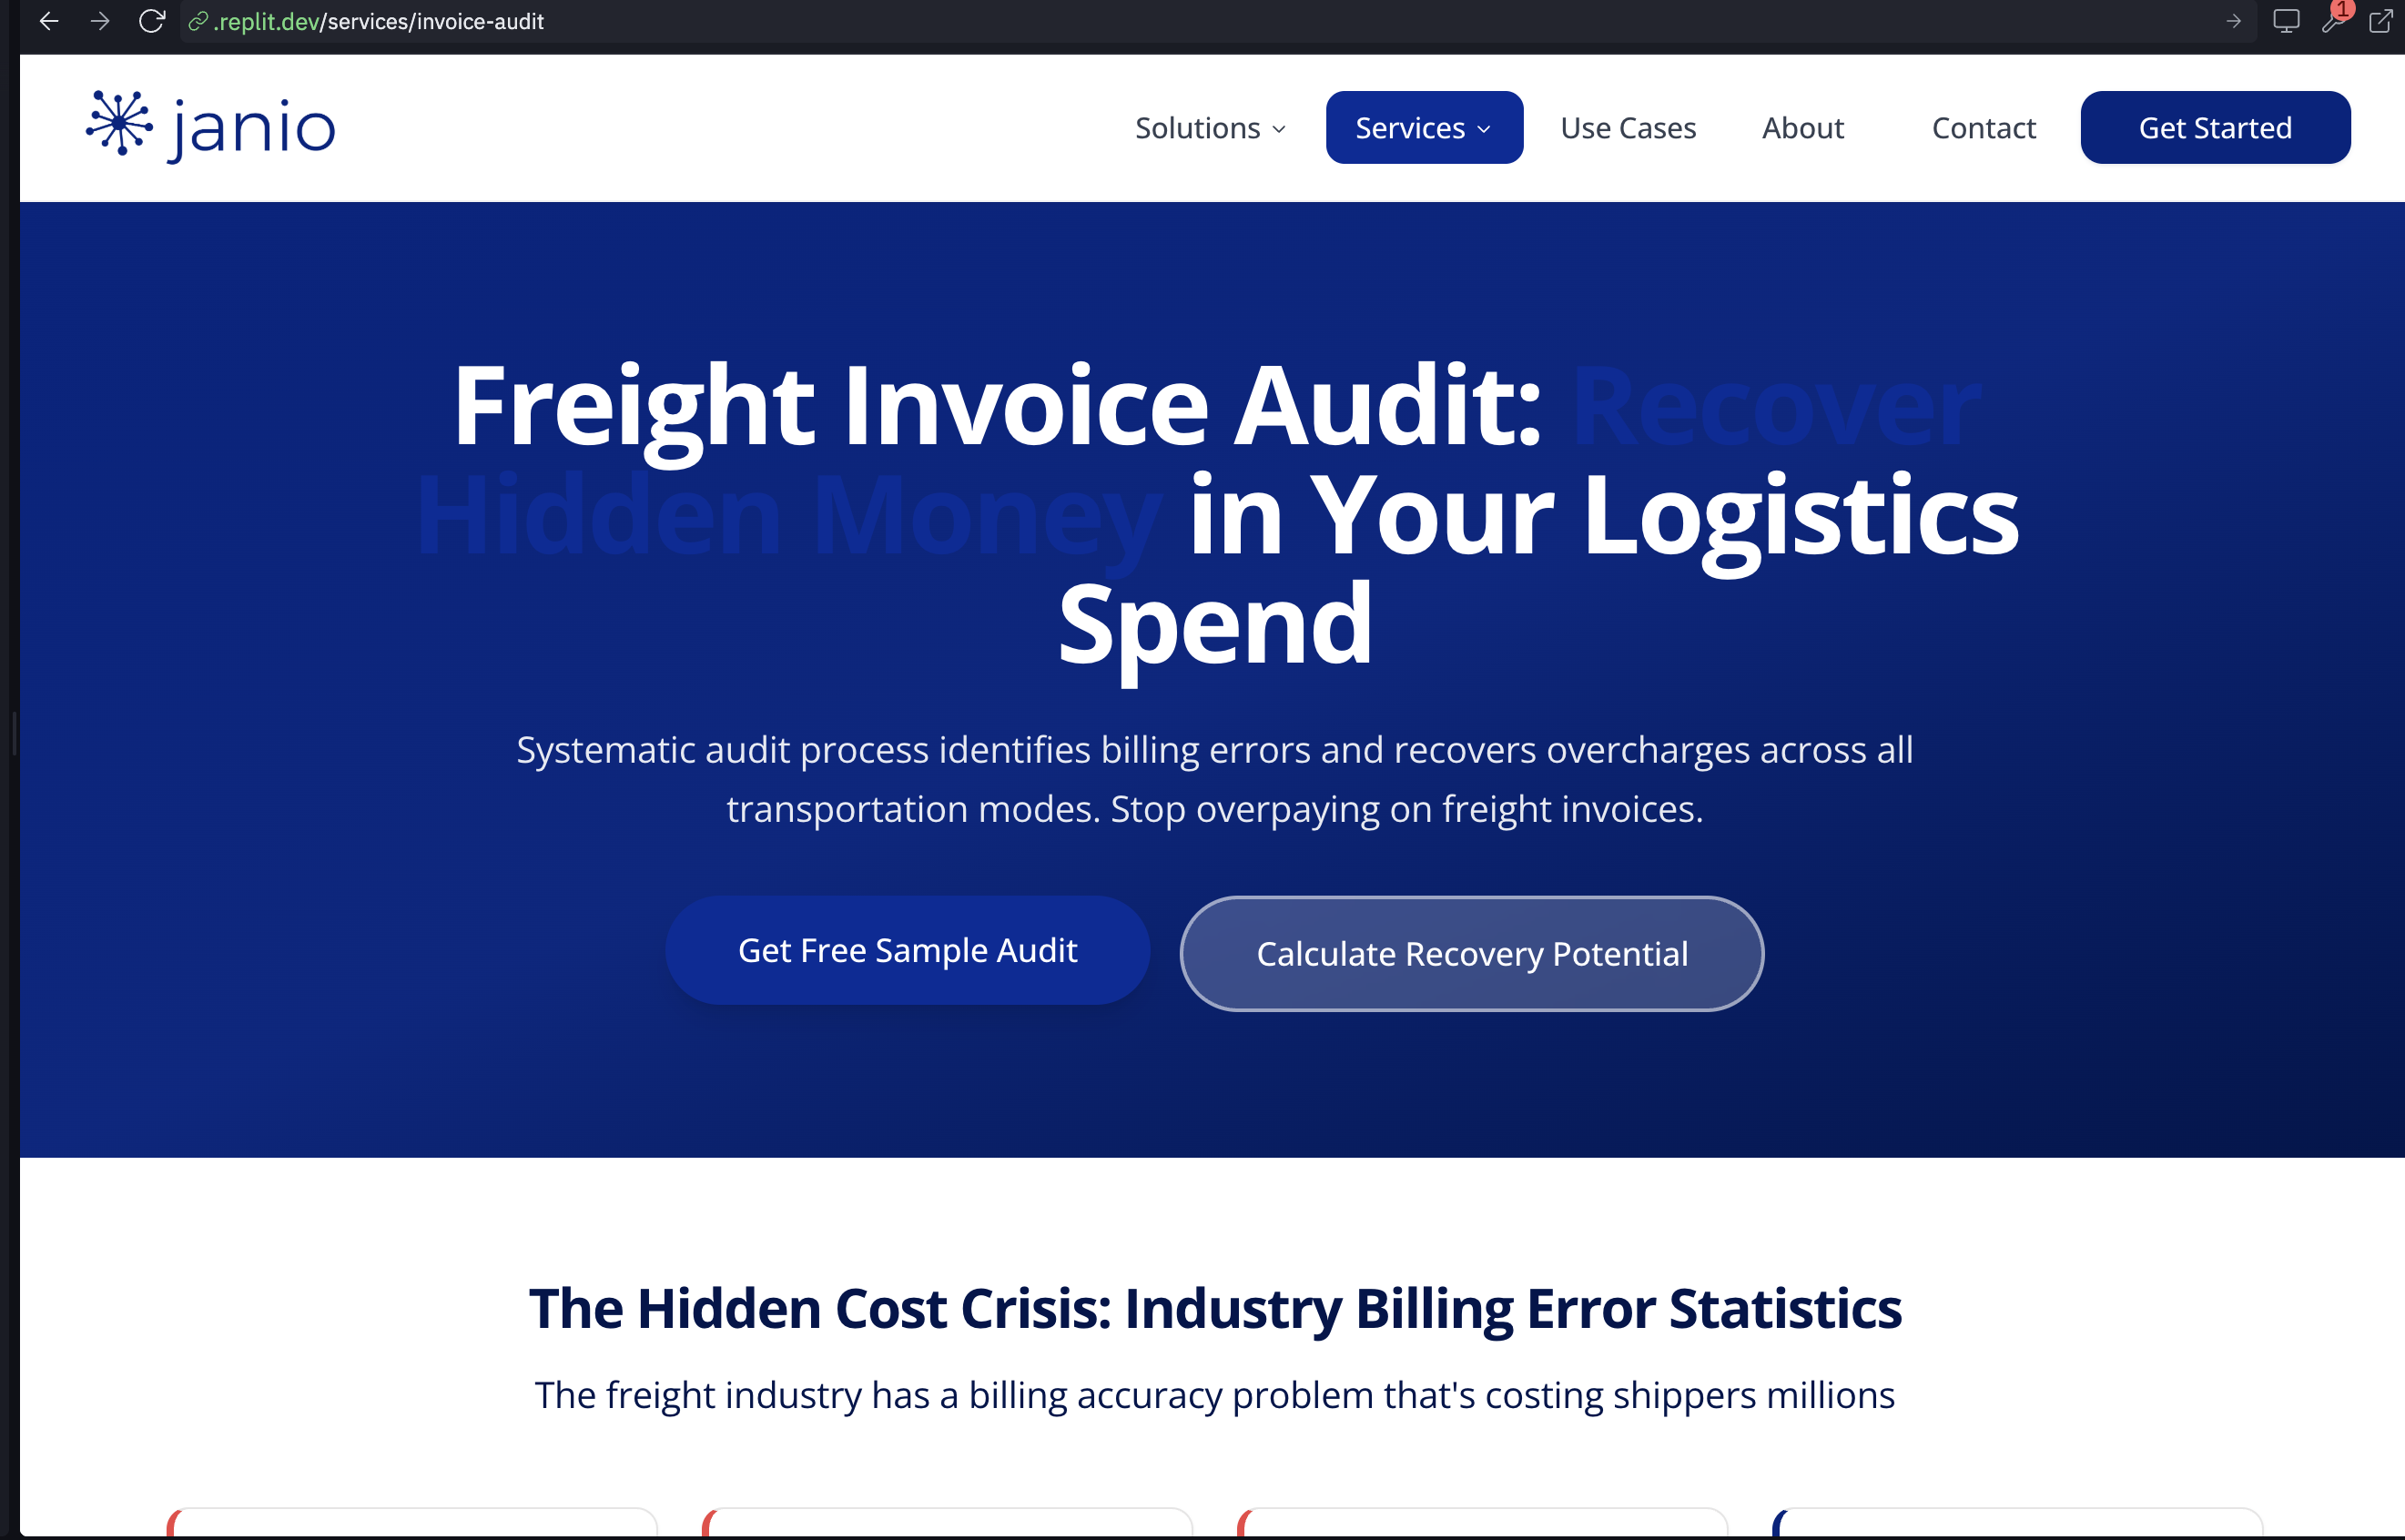 .replit.dev/services/invoice-audit
1
janio
Solutions
Services
Use Cases
About
Contact
Get Started
Freight Invoice Audit: Recover
Hidden Money in Your Logistics
Spend
Systematic audit process identifies billing errors and recovers overcharges across all
transportation modes. Stop overpaying on freight invoices.
Get Free Sample Audit
Calculate Recovery Potential
The Hidden Cost Crisis: Industry Billing Error Statistics
The freight industry has a billing accuracy problem that's costing shippers millions